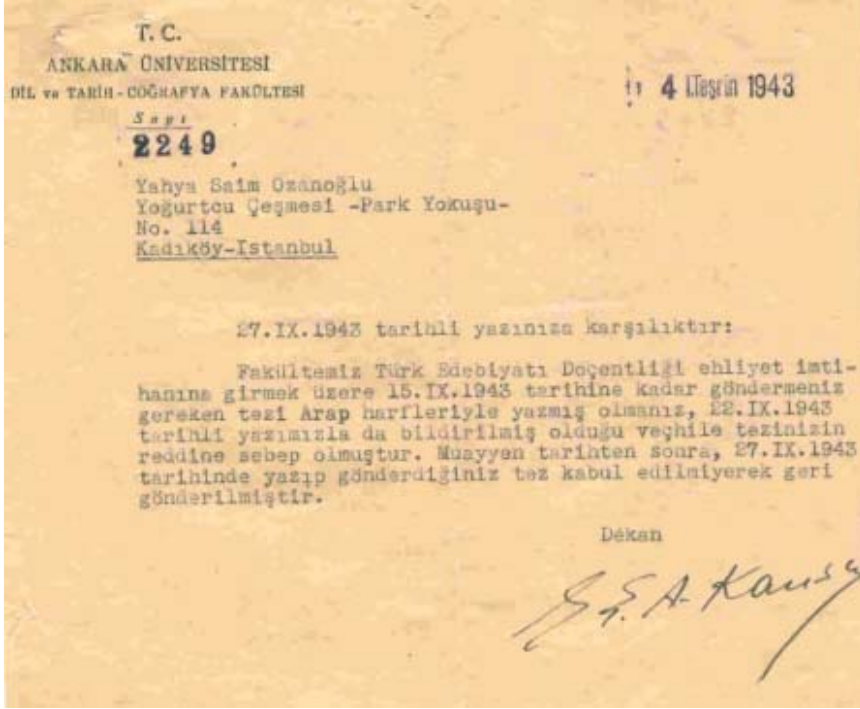 T. C.
ANKARA ÜNİVERSİTESİ
DİL ve TARİH-COĞRAFYA FAKÜLTESİ
4 I.Teşrin 1943
Sayı
2249
Yahya Saim Ozanoğlu
Yoğurtcu Çeşmesi -Park Yokuşu-
No. 114
Kadıköy-İstanbul
27.IX.1943 tarihli yazınıza karşılıktır:
Fakültemiz Türk Edebiyatı Doçentliği ehliyet imti-
hanına girmek üzere 15.IX.1943 tarihine kadar göndermeniz
gereken tezi Arap harfleriyle yazmış olmanız, 22.IX.1943
tarihli yazımızla da bildirilmiş olduğu veçhile tezinizin
reddine sebep olmuştur. Muayyen tarihten sonra, 27.IX.1943
tarihinde yazıp gönderdiğiniz tez kabul edilmiyerek geri
gönderilmiştir.
Dekan
Ş. A. Kansu